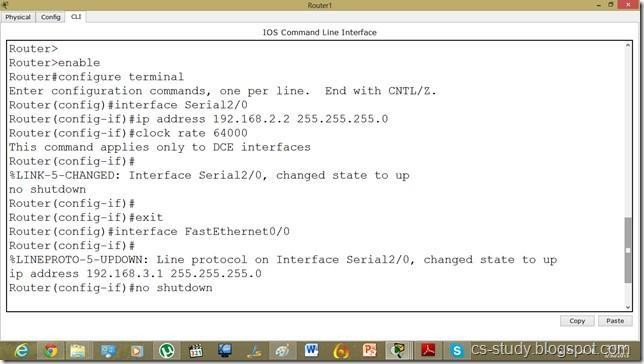 Router1
Physical Config CLI
IOS Command Line Interface
Router>
Router>enable
Router#configure terminal
Enter configuration commands, one per line.  End with CNTL/Z.
Router(config)#interface Serial2/0
Router(config-if)#ip address 192.168.2.2 255.255.255.0
Router(config-if)#clock rate 64000
This command applies only to DCE interfaces
Router(config-if)#
%LINK-5-CHANGED: Interface Serial2/0, changed state to up
no shutdown
Router(config-if)#
Router(config-if)#exit
Router(config)#interface FastEthernet0/0
Router(config-if)#
%LINEPROTO-5-UPDOWN: Line protocol on Interface Serial2/0, changed state to up
ip address 192.168.3.1 255.255.255.0
Router(config-if)#no shutdown
Copy Paste
cs-study.blogspot.com